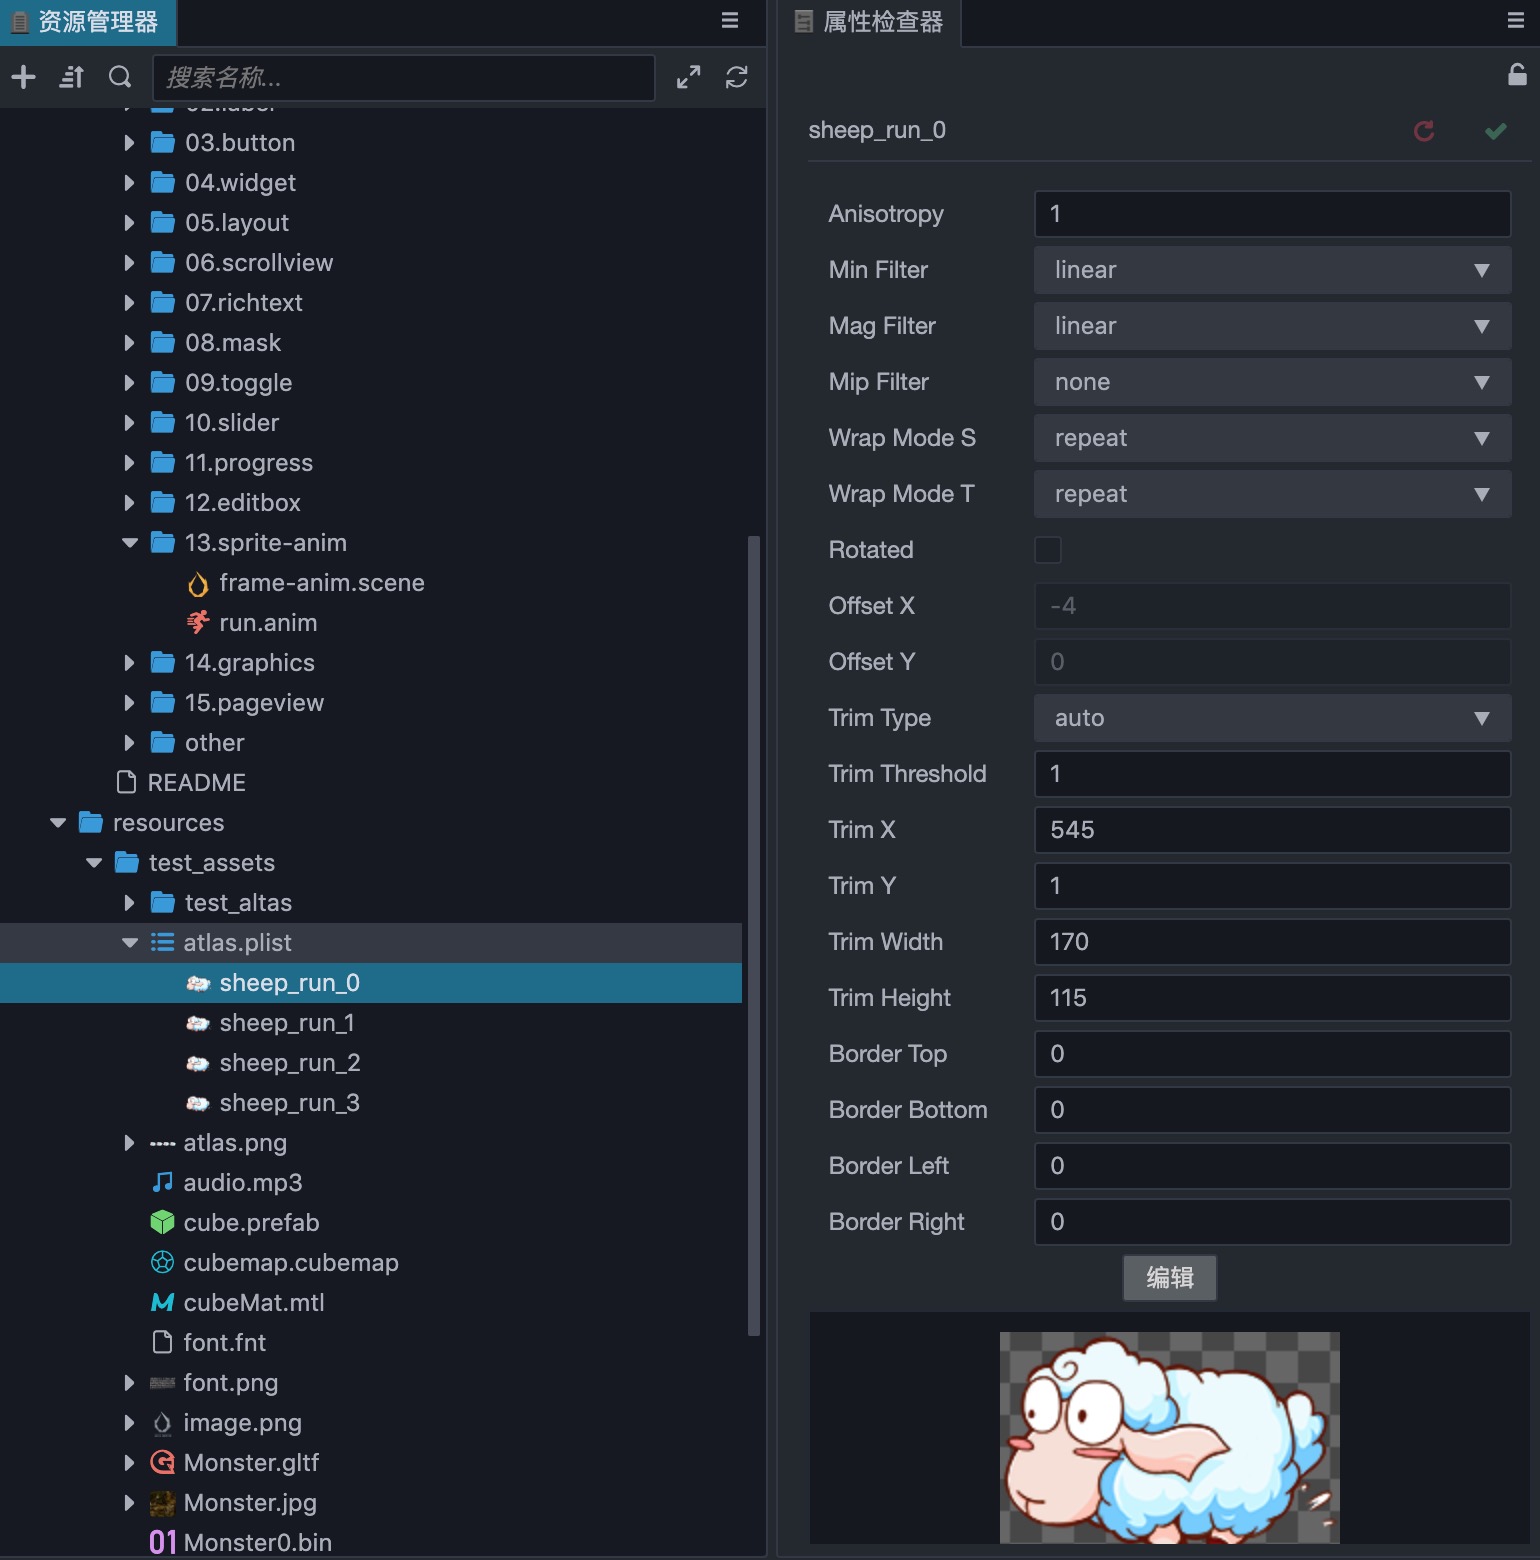 资源管理器
搜索名称...
02.label
03.button
04.widget
05.layout
06.scrollview
07.richtext
08.mask
09.toggle
10.slider
11.progress
12.editbox
13.sprite-anim
frame-anim.scene
run.anim
14.graphics
15.pageview
other
README
resources
test_assets
test_altas
atlas.plist
sheep_run_0
sheep_run_1
sheep_run_2
sheep_run_3
atlas.png
audio.mp3
cube.prefab
cubemap.cubemap
cubeMat.mtl
font.fnt
font.png
image.png
Monster.gltf
Monster.jpg
01 Monster0.bin
属性检查器
sheep_run_0
Anisotropy 1
Min Filter linear
Mag Filter linear
Mip Filter none
Wrap Mode S repeat
Wrap Mode T repeat
Rotated
Offset X -4
Offset Y 0
Trim Type auto
Trim Threshold 1
Trim X 545
Trim Y 1
Trim Width 170
Trim Height 115
Border Top 0
Border Bottom 0
Border Left 0
Border Right 0
编辑